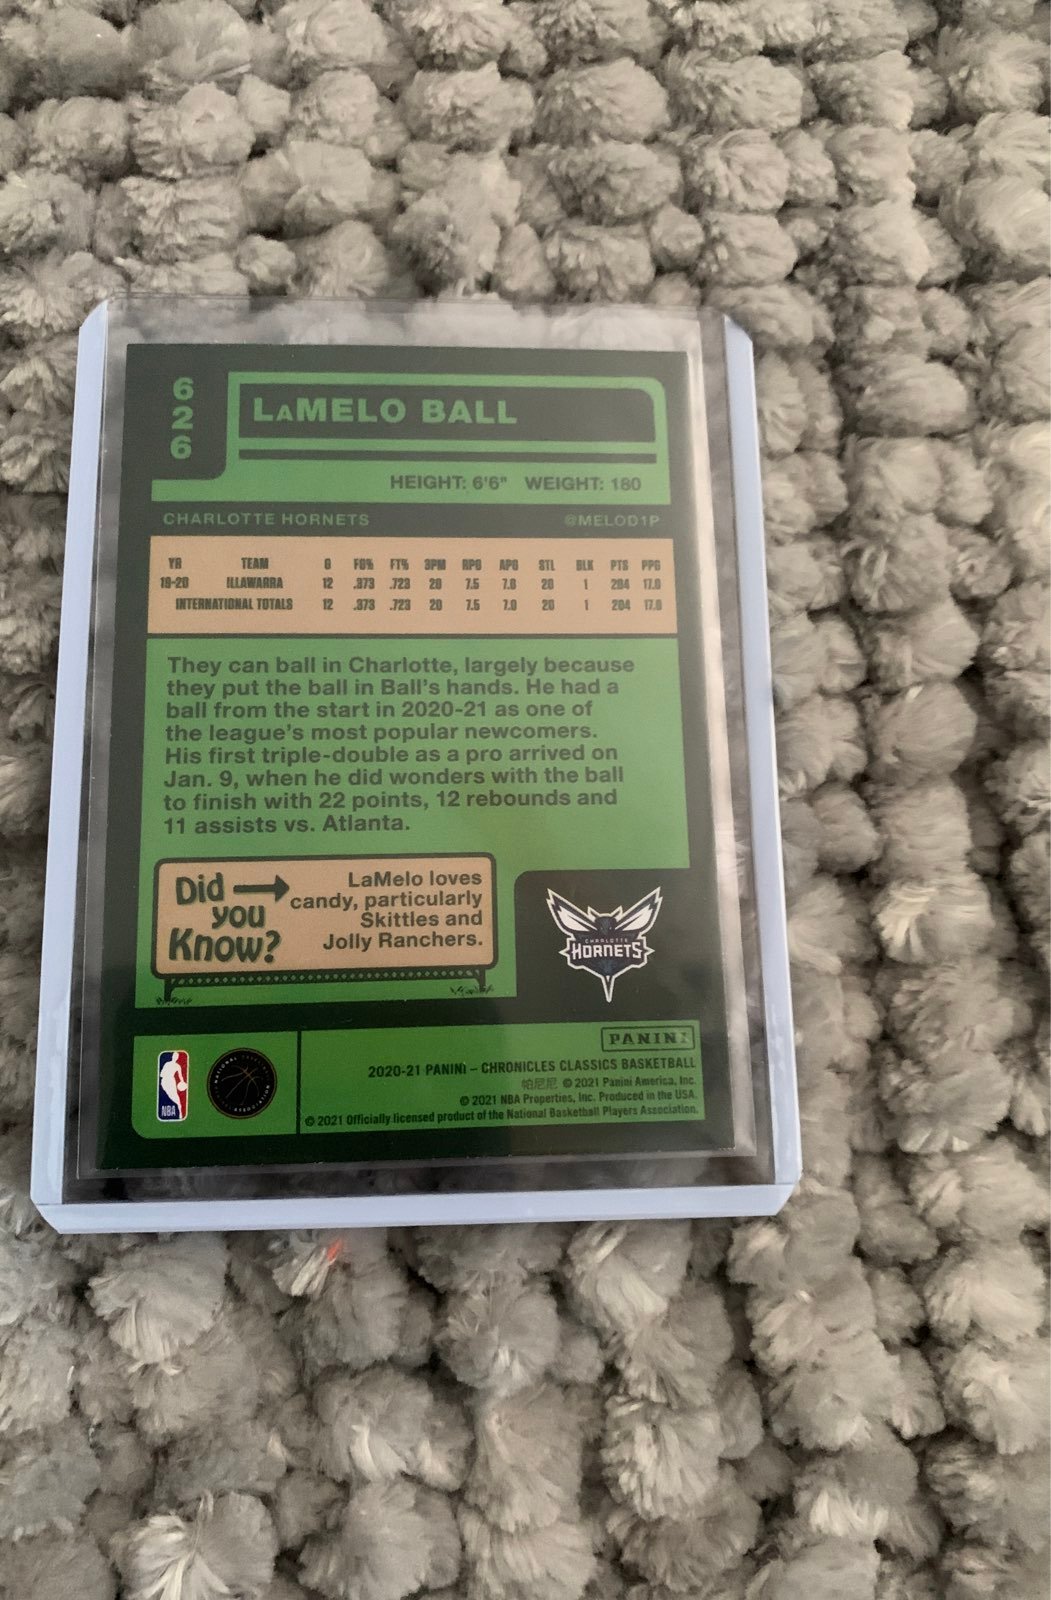 626
LAMELO BALL
HEIGHT: 6'6" WEIGHT: 180
CHARLOTTE HORNETS @MELOD1P
YR TEAM G FG% FT% 3PM RPG APG STL BLK PTS PPG
19-20 ILLAWARRA 12 .373 .723 20 7.5 7.0 20 1 204 17.0
INTERNATIONAL TOTALS 12 .373 .723 20 7.5 7.0 20 1 204 17.0
They can ball in Charlotte, largely because
they put the ball in Ball's hands. He had a
ball from the start in 2020-21 as one of
the league's most popular newcomers.
His first triple-double as a pro arrived on
Jan. 9, when he did wonders with the ball
to finish with 22 points, 12 rebounds and
11 assists vs. Atlanta.
Did
you
Know?
LaMelo loves
candy, particularly
Skittles and
Jolly Ranchers.
CHARLOTTE
HORNETS
NBA
NATIONAL ASSOCIATION
PANINI
2020-21 PANINI – CHRONICLES CLASSICS BASKETBALL
帕尼尼 © 2021 Panini America, Inc.
© 2021 NBA Properties, Inc. Produced in the USA.
© 2021 Officially licensed product of the National Basketball Players Association.